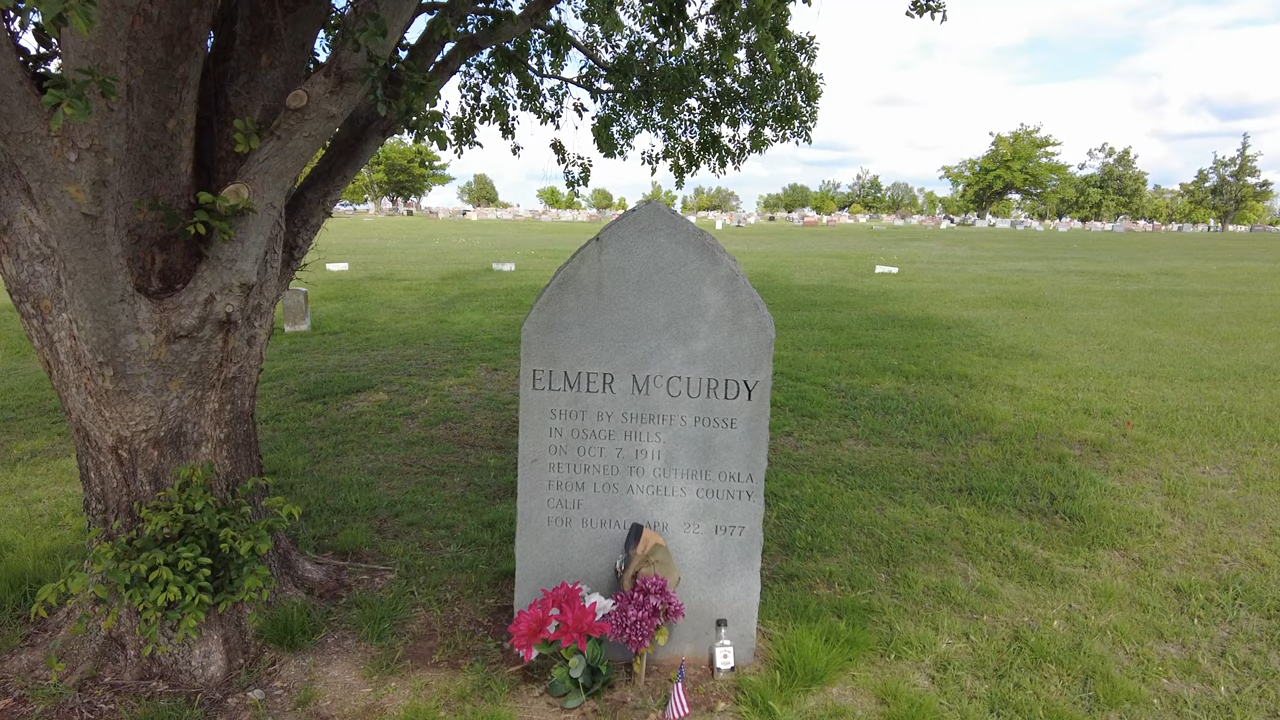 ELMER McCURDY
SHOT BY SHERIFF'S POSSE
IN OSAGE HILLS,
ON OCT. 7, 1911
RETURNED TO GUTHRIE, OKLA.
FROM LOS ANGELES COUNTY,
CALIF.
FOR BURIAL APR. 22, 1977